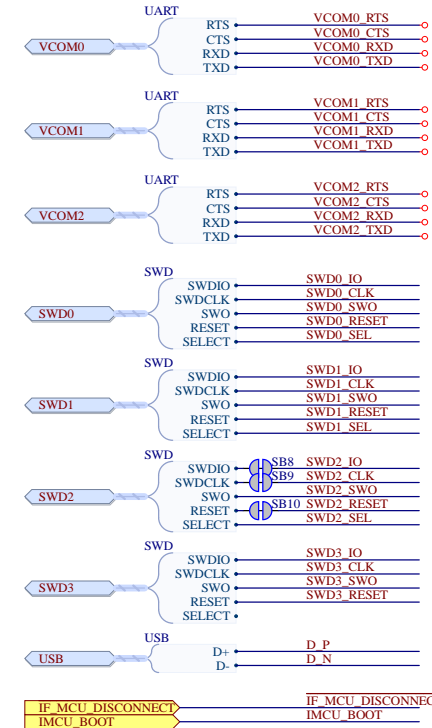 UART
VCOM0
RTS VCOM0_RTS
CTS VCOM0_CTS
RXD VCOM0_RXD
TXD VCOM0_TXD
UART
VCOM1
RTS VCOM1_RTS
CTS VCOM1_CTS
RXD VCOM1_RXD
TXD VCOM1_TXD
UART
VCOM2
RTS VCOM2_RTS
CTS VCOM2_CTS
RXD VCOM2_RXD
TXD VCOM2_TXD
SWD
SWD0
SWDIO SWD0_IO
SWDCLK SWD0_CLK
SWO SWD0_SWO
RESET SWD0_RESET
SELECT SWD0_SEL
SWD
SWD1
SWDIO SWD1_IO
SWDCLK SWD1_CLK
SWO SWD1_SWO
RESET SWD1_RESET
SELECT SWD1_SEL
SWD
SWD2
SWDIO SB8 SWD2_IO
SWDCLK SB9 SWD2_CLK
SWO SWD2_SWO
RESET SB10 SWD2_RESET
SELECT SWD2_SEL
SWD
SWD3
SWDIO SWD3_IO
SWDCLK SWD3_CLK
SWO SWD3_SWO
RESET SWD3_RESET
SELECT
USB
USB
D+ D_P
D- D_N
IF_MCU_DISCONNECT IF_MCU_DISCONNEC
IMCU_BOOT IMCU_BOOT